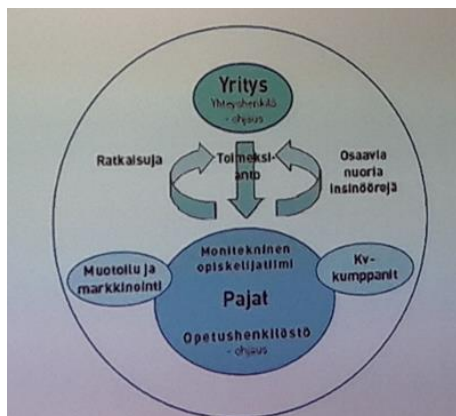 Yritys
Yhteyshenkilö
- ohjaus
Ratkaisuja
Toimeksi-
anto
Osaavia
nuoria
insinöörejä
Monitekninen
opiskelijatiimi
Muotoilu ja
markkinointi
Pajat
Kv-
kumppanit
Opetushenkilöstö
- ohjaus